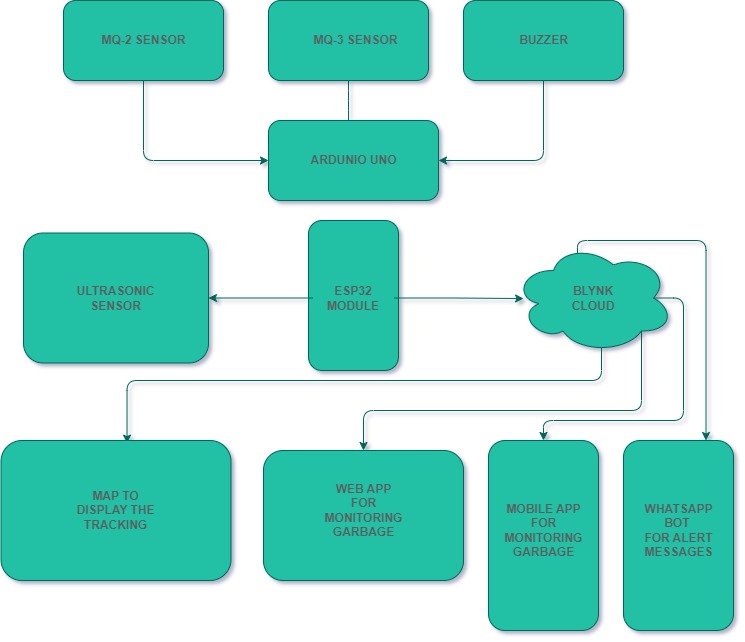 MQ-2 SENSOR
MQ-3 SENSOR
BUZZER
ARDUNIO UNO
ULTRASONIC
SENSOR
ESP32
MODULE
BLYNK
CLOUD
MAP TO
DISPLAY THE
TRACKING
WEB APP
FOR
MONITORING
GARBAGE
MOBILE APP
FOR
MONITORING
GARBAGE
WHATSAPP
BOT
FOR ALERT
MESSAGES